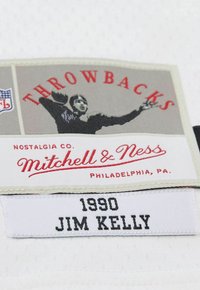 THROWBACKS
NOSTALGIA CO.
Mitchell & Ness
PHILADELPHIA, PA.
1990
JIM KELLY